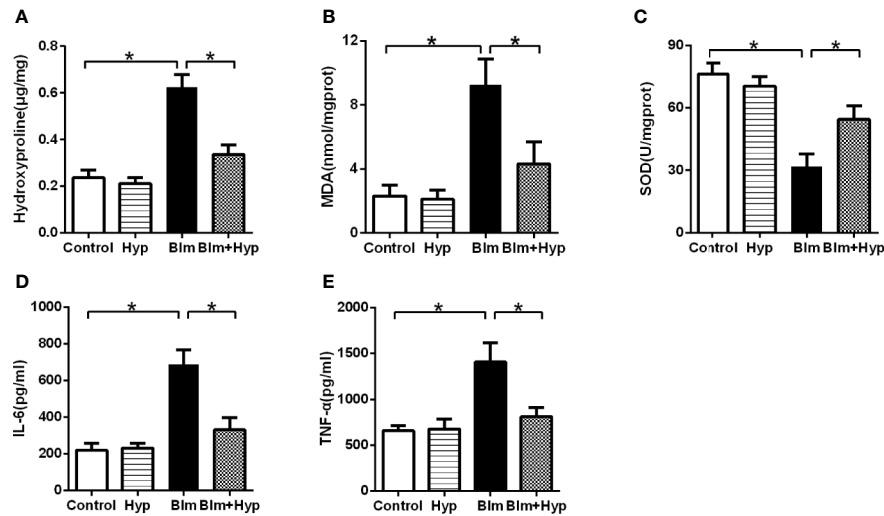 A
Hydroxyproline(μg/mg)
0.8
0.6
0.4
0.2
0.0
*
*
Control Hyp Blm Blm+Hyp
B
MDA(nmol/mgprot)
12
8
4
0
*
*
Control Hyp Blm Blm+Hyp
C
SOD(U/mgprot)
90
60
30
0
*
*
Control Hyp Blm Blm+Hyp
D
IL-6(pg/ml)
1000
800
600
400
200
0
*
*
Control Hyp Blm Blm+Hyp
E
TNF-α(pg/ml)
2000
1500
1000
500
0
*
*
Control Hyp Blm Blm+Hyp